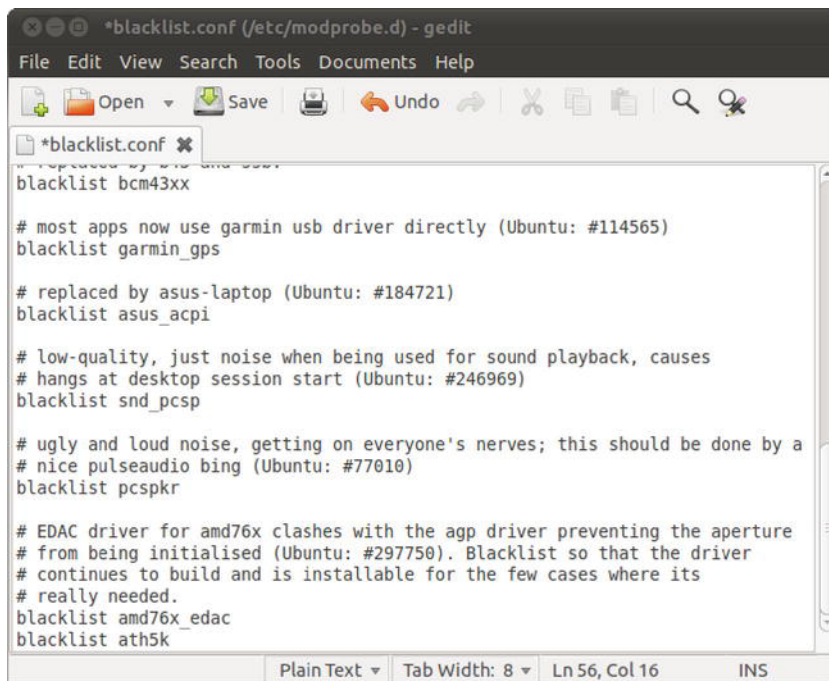 *blacklist.conf (/etc/modprobe.d) - gedit
File Edit View Search Tools Documents Help
Open Save Undo
*blacklist.conf
# replaced by b43 and ssb.
blacklist bcm43xx
# most apps now use garmin usb driver directly (Ubuntu: #114565)
blacklist garmin_gps
# replaced by asus-laptop (Ubuntu: #184721)
blacklist asus_acpi
# low-quality, just noise when being used for sound playback, causes
# hangs at desktop session start (Ubuntu: #246969)
blacklist snd_pcsp
# ugly and loud noise, getting on everyone's nerves; this should be done by a
# nice pulseaudio bing (Ubuntu: #77010)
blacklist pcspkr
# EDAC driver for amd76x clashes with the agp driver preventing the aperture
# from being initialised (Ubuntu: #297750). Blacklist so that the driver
# continues to build and is installable for the few cases where its
# really needed.
blacklist amd76x_edac
blacklist ath5k
Plain Text Tab Width: 8 Ln 56, Col 16 INS